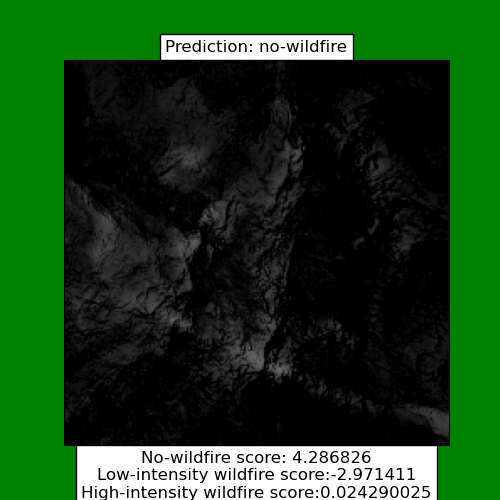 Prediction: no-wildfire
No-wildfire score: 4.286826
Low-intensity wildfire score:-2.971411
High-intensity wildfire score:0.024290025